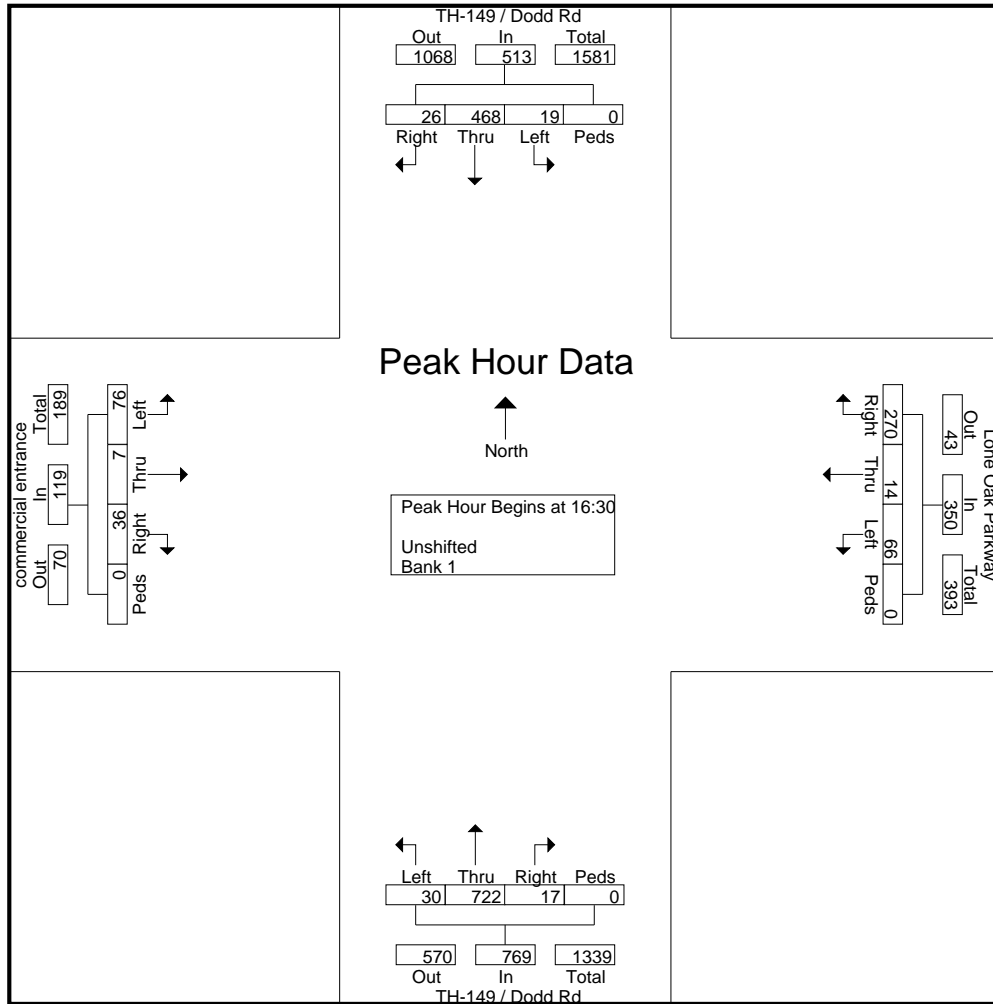 TH-149 / Dodd Rd
Out In Total
1068 513 1581
26 468 19 0
Right Thru Left Peds
Peak Hour Data
North
Peak Hour Begins at 16:30
Unshifted
Bank 1
commercial entrance
Out In Total
70 119 189
0 36 7 76
Peds Right Thru Left
Lone Oak Parkway
Out In Total
43 350 393
270 14 66 0
Right Thru Left Peds
Left Thru Right Peds
30 722 17 0
570 769 1339
Out In Total
TH-149 / Dodd Rd